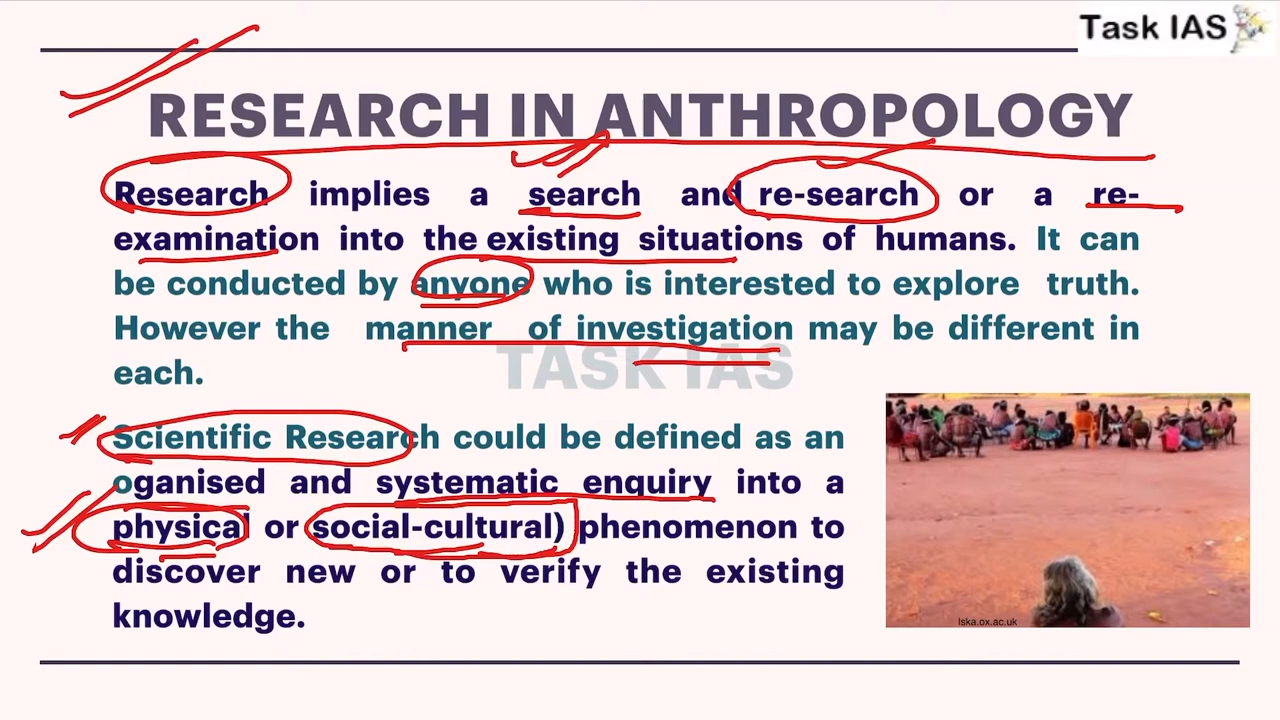 Task IAS
RESEARCH IN ANTHROPOLOGY
Research implies a search and re-search or a re-
examination into the existing situations of humans. It can
be conducted by anyone who is interested to explore truth.
However the manner of investigation may be different in
each.
TASK IAS
Scientific Research could be defined as an
oganised and systematic enquiry into a
physical or social-cultural) phenomenon to
discover new or to verify the existing
knowledge.
lska.ox.ac.uk